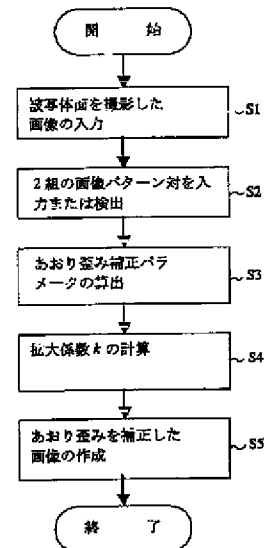 開 始
被写体面を撮影した
画像の入力
S1
2組の画像パターン対を入
力または検出
S2
あおり歪み補正パラ
メータの算出
S3
拡大係数kの計算
S4
あおり歪みを補正した
画像の作成
S5
終 了